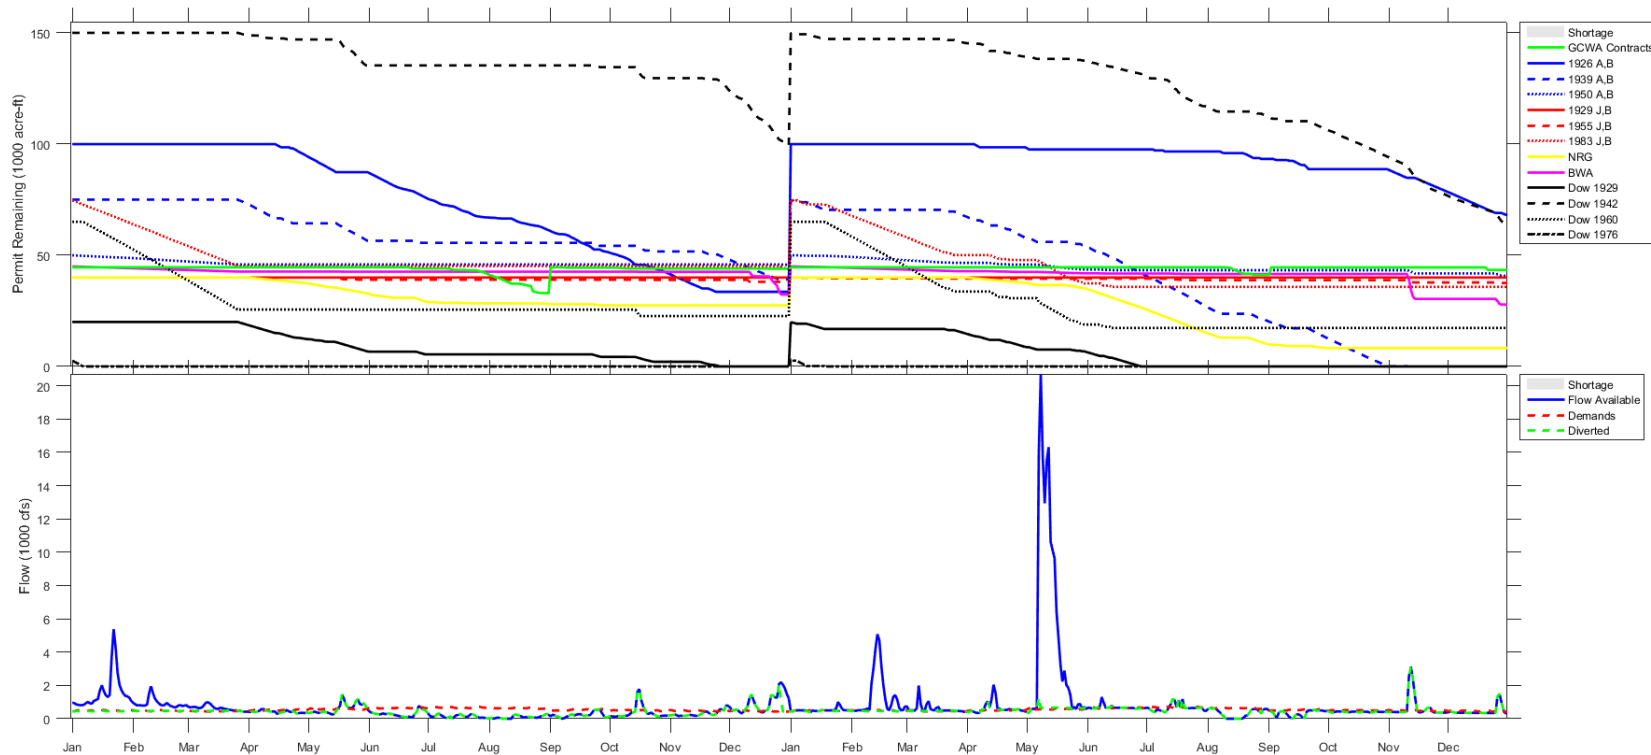 150
100
50
0
Permit Remaining (1000 acre-ft)
Shortage
GCWA Contracts
1926 A,B
1939 A,B
1950 A,B
1929 J,B
1955 J,B
1983 J,B
NRG
BWA
Dow 1929
Dow 1942
Dow 1960
Dow 1976
20
18
16
14
12
10
8
6
4
2
0
Flow (1000 cfs)
Shortage
Flow Available
Demands
Diverted
Jan Feb Mar Apr May Jun Jul Aug Sep Oct Nov Dec Jan Feb Mar Apr May Jun Jul Aug Sep Oct Nov Dec